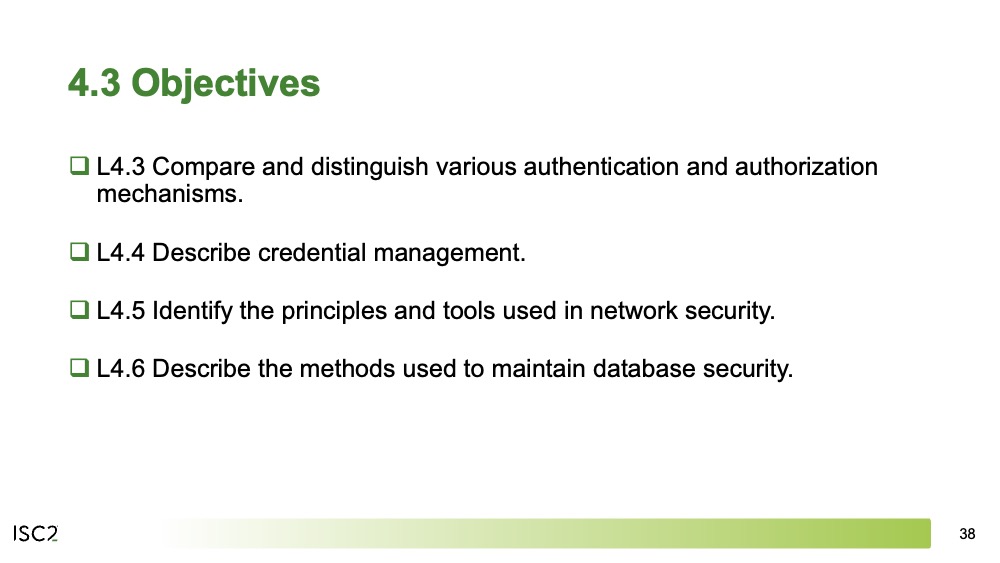 4.3 Objectives
❑ L4.3 Compare and distinguish various authentication and authorization
mechanisms.
❑ L4.4 Describe credential management.
❑ L4.5 Identify the principles and tools used in network security.
❑ L4.6 Describe the methods used to maintain database security.
ISC2
38